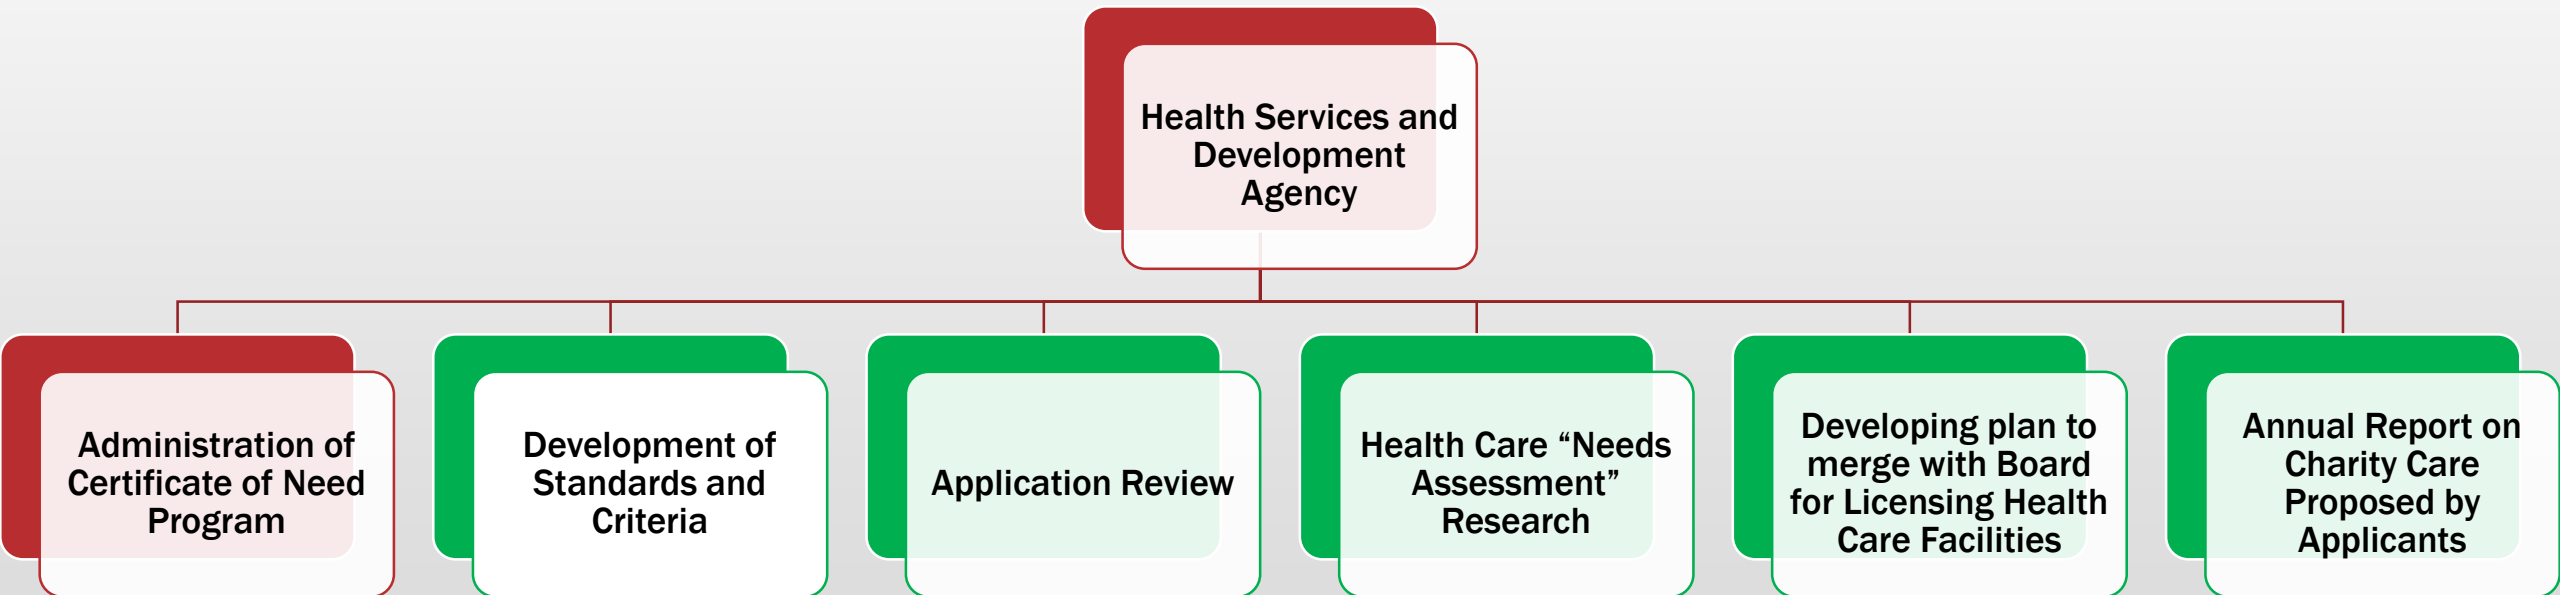 Health Services and
Development
Agency
Administration of
Certificate of Need
Program
Development of
Standards and
Criteria
Application Review
Health Care “Needs
Assessment”
Research
Developing plan to
merge with Board
for Licensing Health
Care Facilities
Annual Report on
Charity Care
Proposed by
Applicants